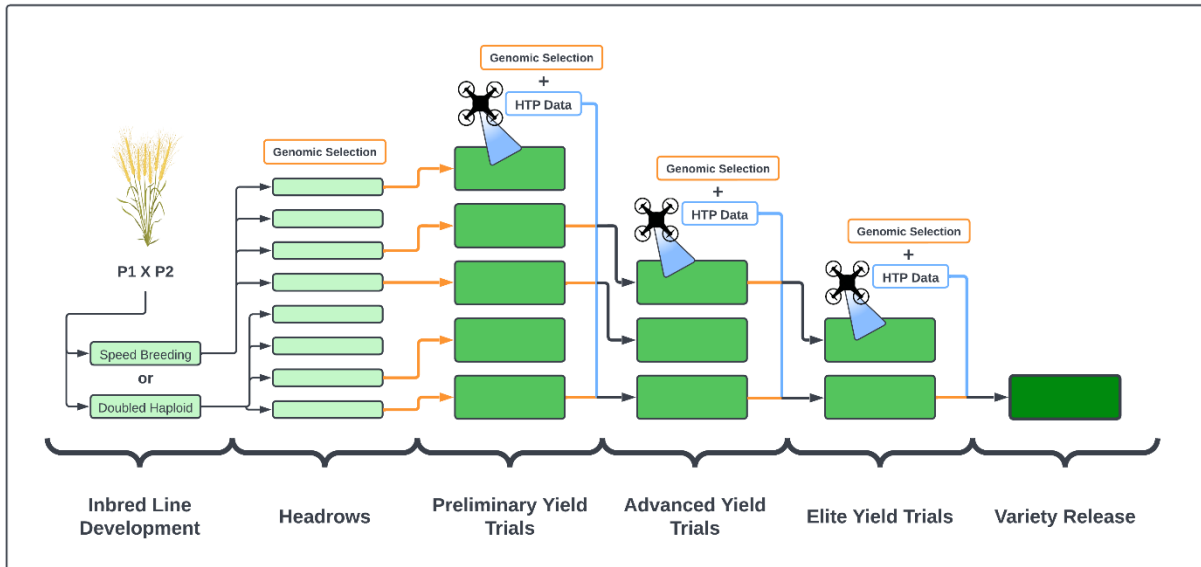 Genomic Selection
+
HTP Data
Genomic Selection
Genomic Selection
+
HTP Data
Genomic Selection
+
HTP Data
P1 X P2
Speed Breeding
or
Doubled Haploid
Inbred Line
Development
Headrows
Preliminary Yield
Trials
Advanced Yield
Trials
Elite Yield Trials
Variety Release